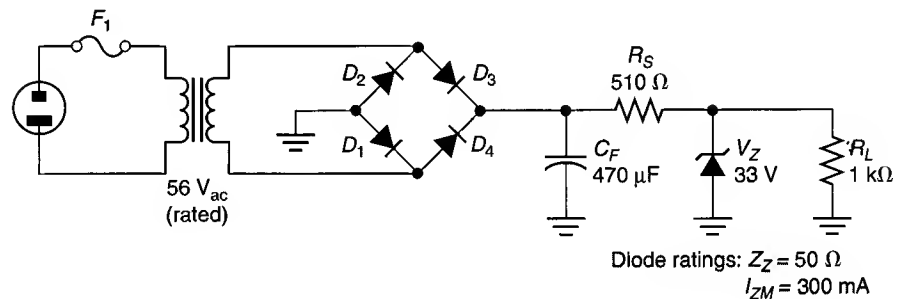 F1
D2
D3
D1
D4
RS
510 Ω
CF
470 μF
VZ
33 V
RL
1 kΩ
56 Vac
(rated)
Diode ratings: ZZ = 50 Ω
IZM = 300 mA